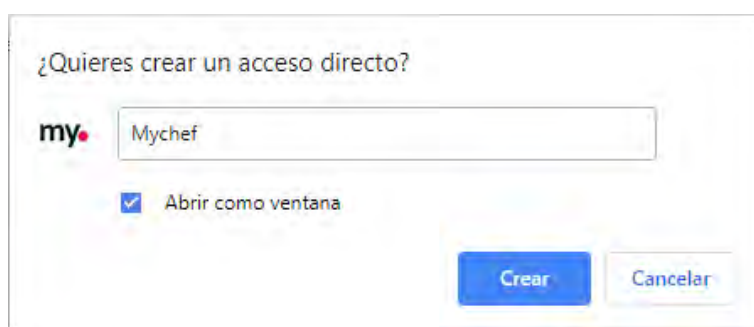 ¿Quieres crear un acceso directo?
my.
Mychef
Abrir como ventana
Crear
Cancelar